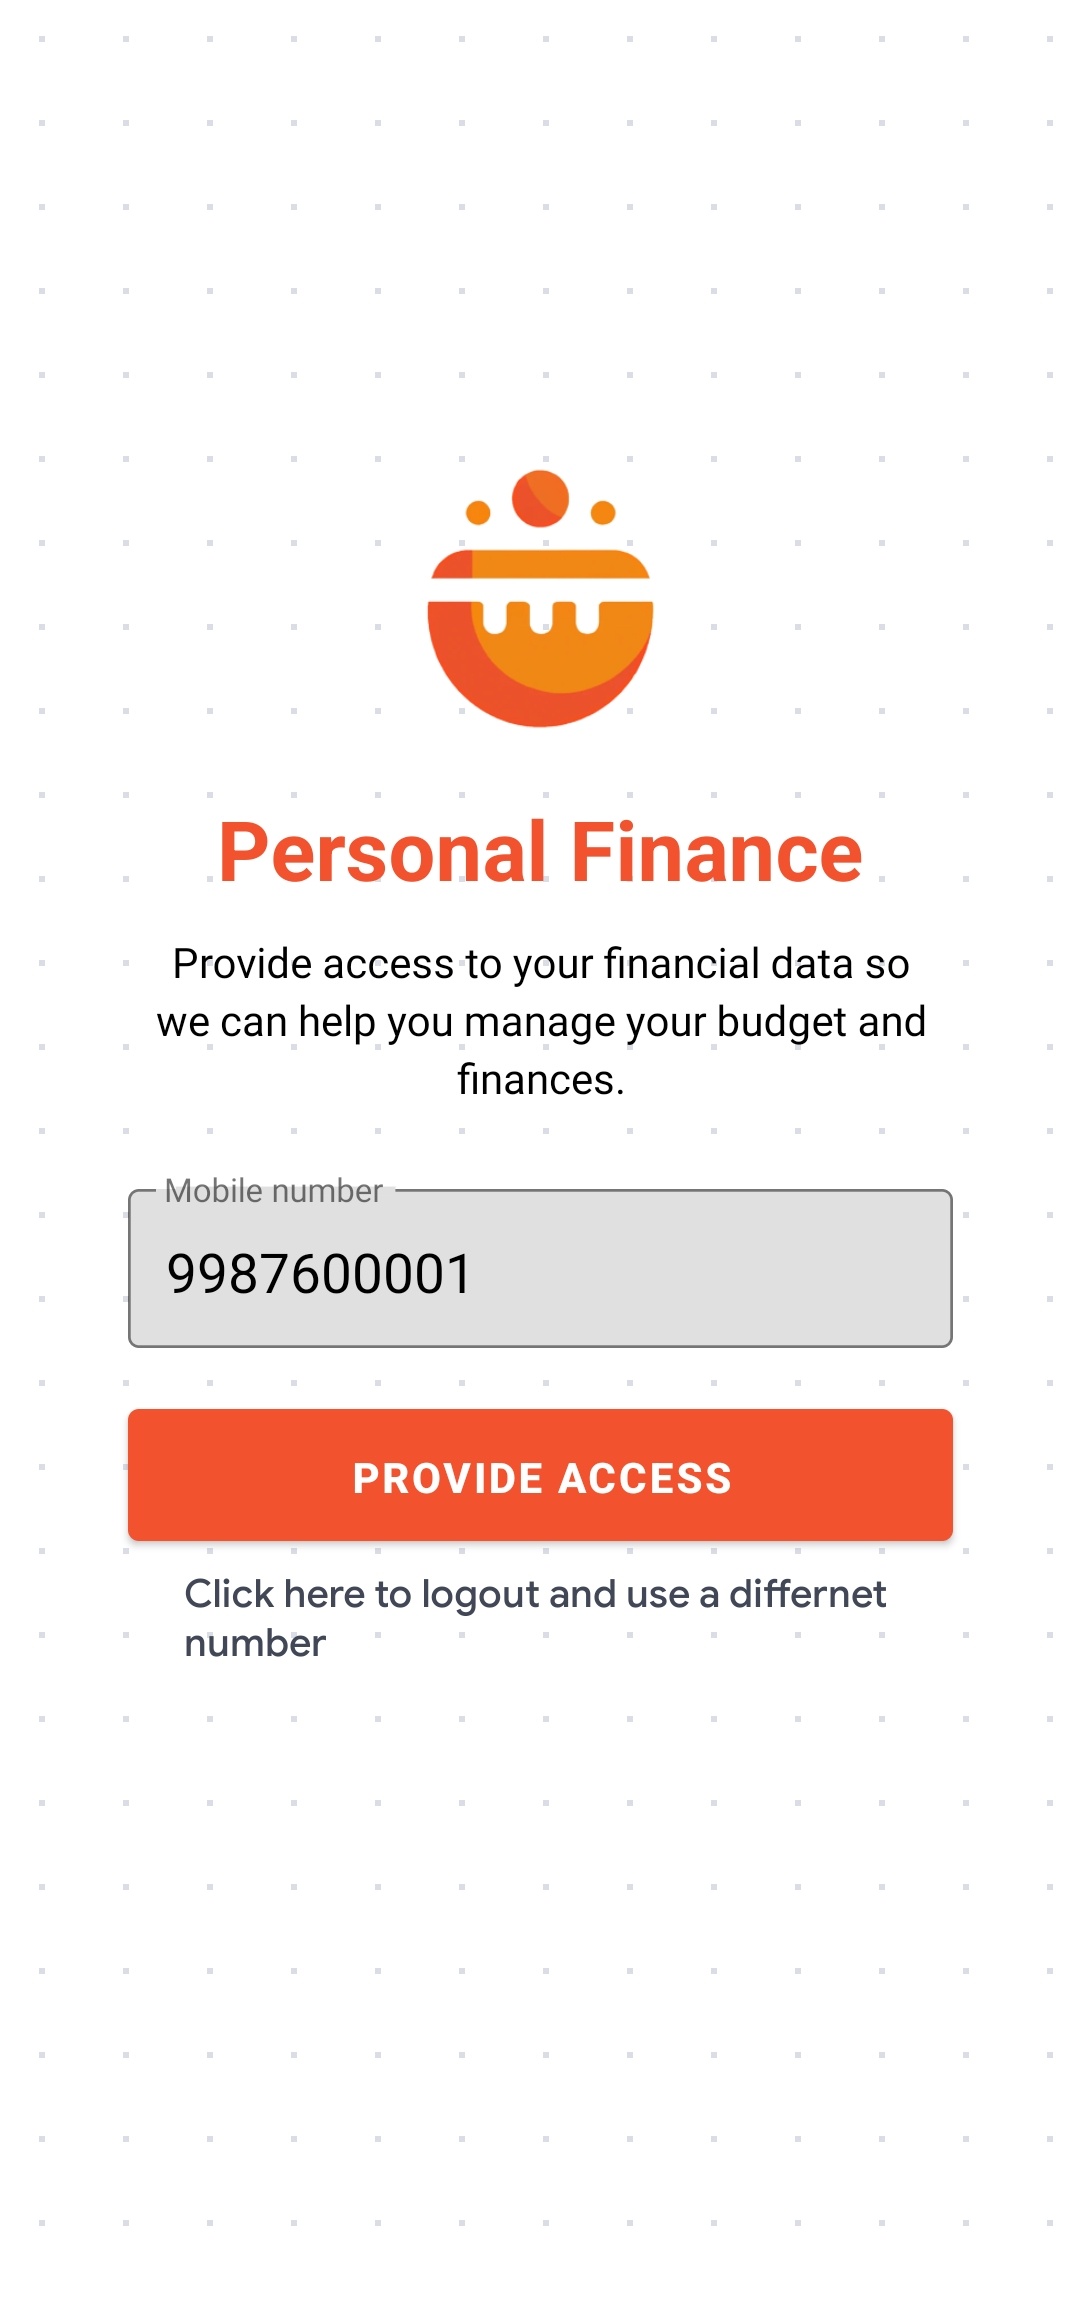 Personal Finance
Provide access to your financial data so
we can help you manage your budget and
finances.
Mobile number
9987600001
PROVIDE ACCESS
Click here to logout and use a differnet
number